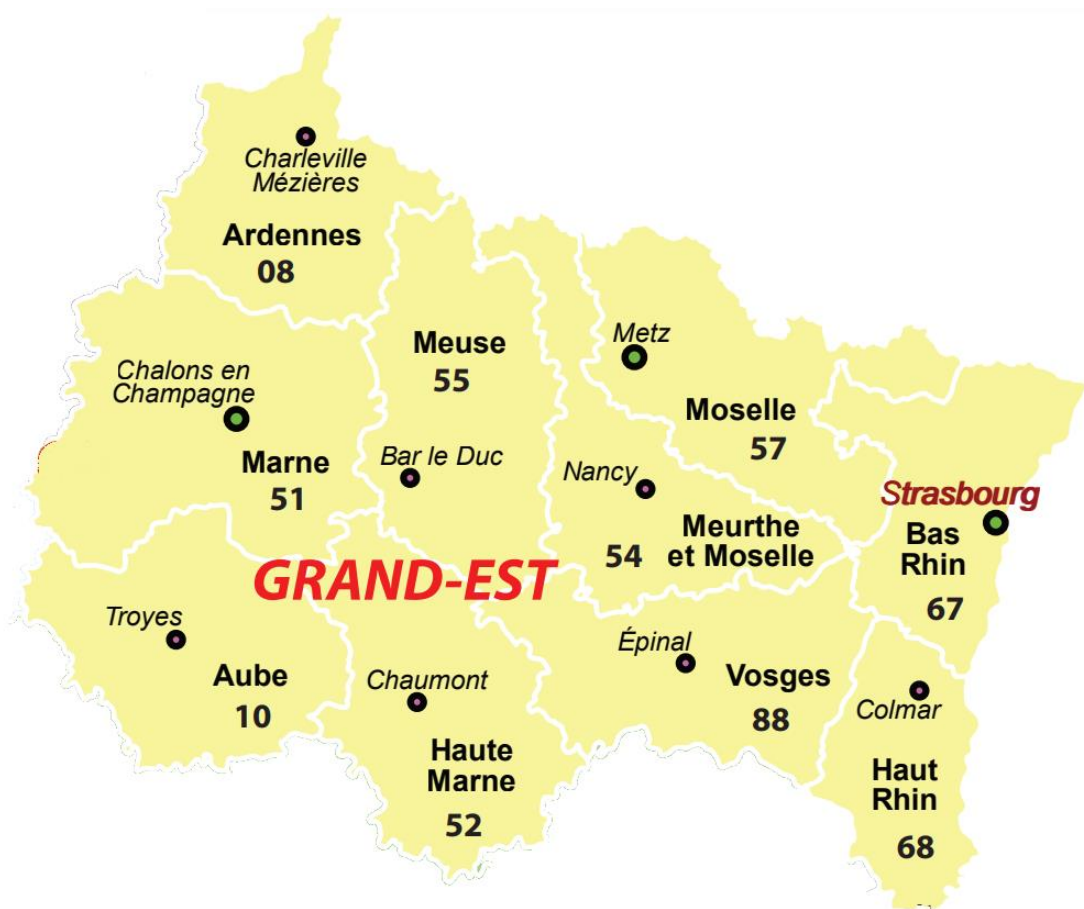 Charleville
Mézières
Ardennes
08
Meuse
55
Metz
Chalons en
Champagne
Moselle
57
Marne
51
Bar le Duc
Nancy
Strasbourg
Meurthe
et Moselle
54
Bas
Rhin
67
GRAND-EST
Troyes
Aube
10
Chaumont
Épinal
Vosges
88
Colmar
Haute
Marne
52
Haut
Rhin
68